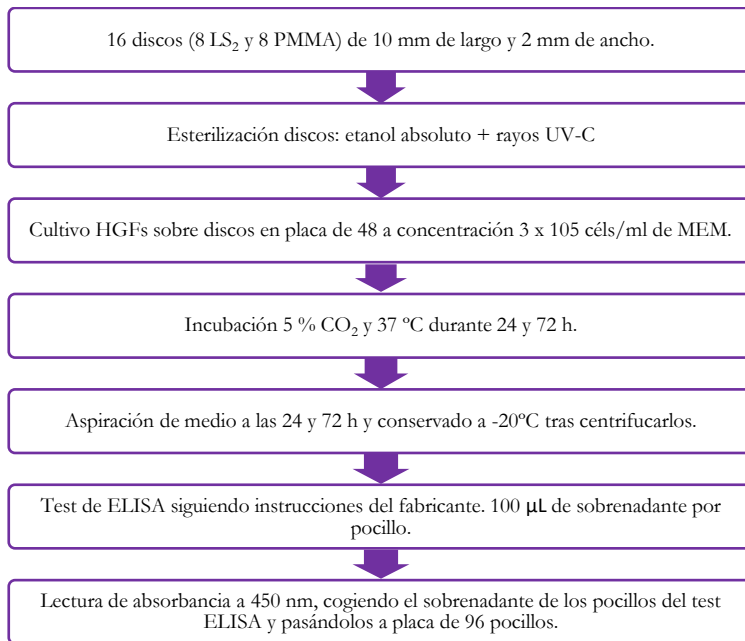 16 discos (8 LS₂ y 8 PMMA) de 10 mm de largo y 2 mm de ancho.
Esterilización discos: etanol absoluto + rayos UV-C
Cultivo HGFs sobre discos en placa de 48 a concentración 3 x 105 céls/ml de MEM.
Incubación 5 % CO₂ y 37 ºC durante 24 y 72 h.
Aspiración de medio a las 24 y 72 h y conservado a -20ºC tras centrifucarlos.
Test de ELISA siguiendo instrucciones del fabricante. 100 µL de sobrenadante por
pocillo.
Lectura de absorbancia a 450 nm, cogiendo el sobrenadante de los pocillos del test
ELISA y pasándolos a placa de 96 pocillos.